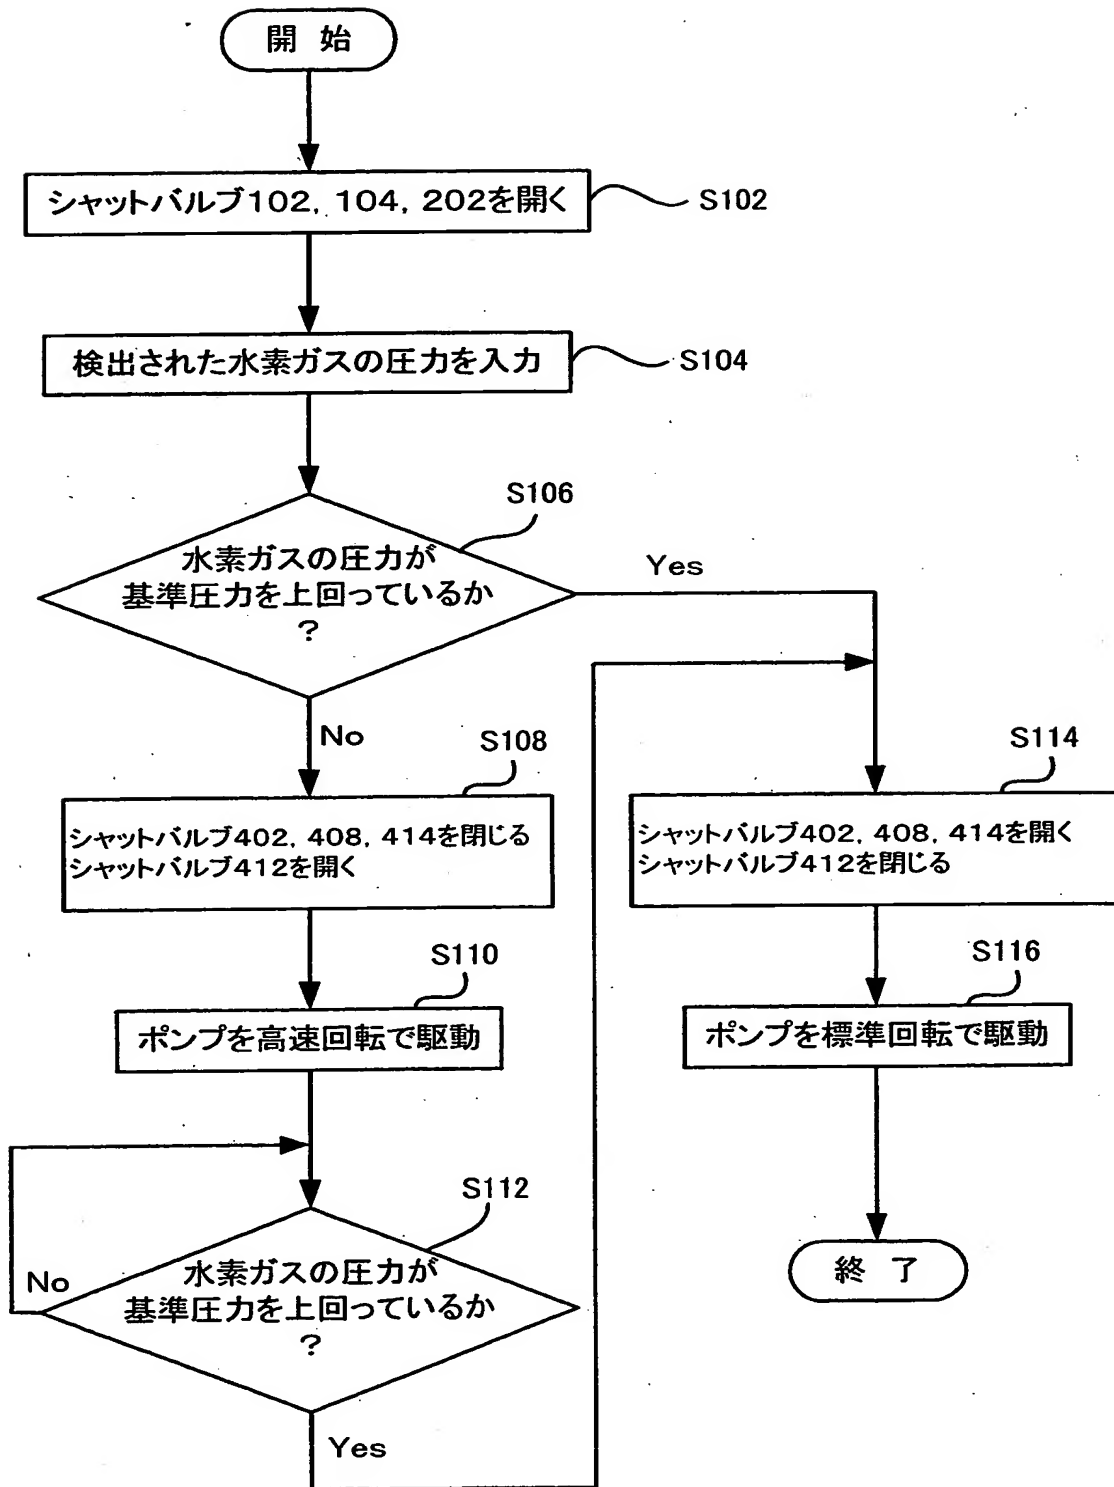 開 始
シャットバルブ102, 104, 202を開く
S102
検出された水素ガスの圧力を入力
S104
S106
水素ガスの圧力が
基準圧力を上回っているか
?
Yes
No
S108
シャットバルブ402, 408, 414を閉じる
シャットバルブ412を開く
S110
ポンプを高速回転で駆動
S112
水素ガスの圧力が
基準圧力を上回っているか
?
No
Yes
S114
シャットバルブ402, 408, 414を開く
シャットバルブ412を閉じる
S116
ポンプを標準回転で駆動
終 了